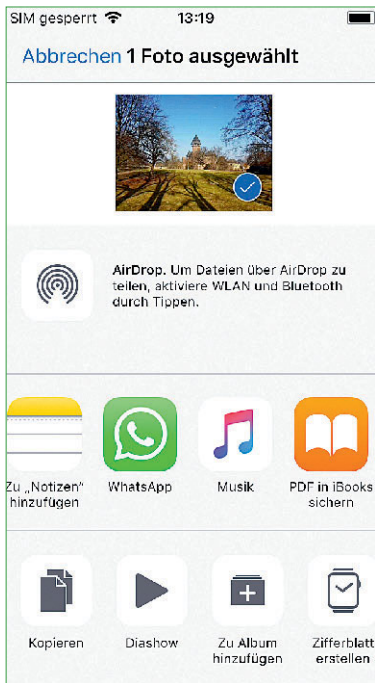 SIM gesperrt 13:19
Abbrechen 1 Foto ausgewählt
AirDrop. Um Dateien über AirDrop zu
teilen, aktiviere WLAN und Bluetooth
durch Tippen.
Zu „Notizen“
hinzufügen
WhatsApp
Musik
PDF in iBooks
sichern
Kopieren
Diashow
Zu Album
hinzufügen
Zifferblatt
erstellen